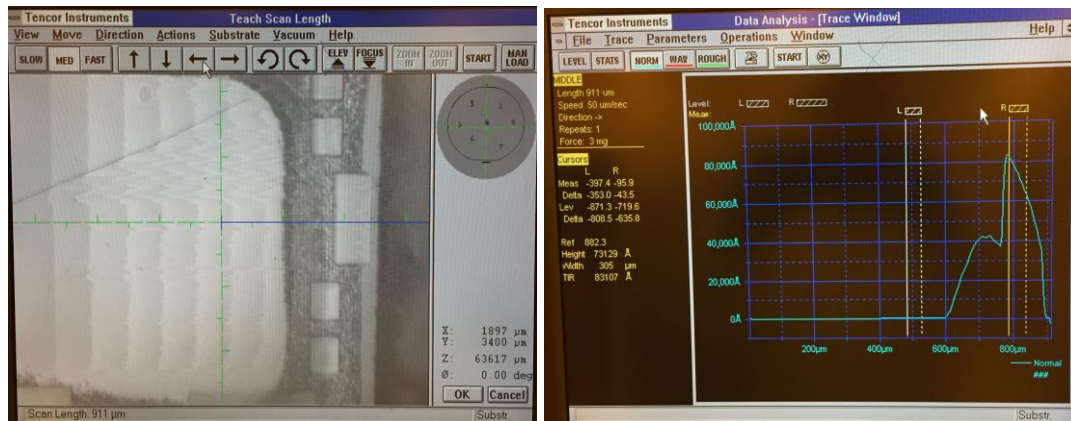 Tencor Instruments Teach Scan Length
View Move Direction Actions Substrate Vacuum Help
SLOW MED FAST ELEV FOCUS ZOOM IN ZOOM OUT START MAN LOAD
X: 1897 µm
Y: 3400 µm
Z: 63617 µm
Ø: 0.00 deg
OK Cancel
Scan Length: 911 µm Substr.
Tencor Instruments Data Analysis - [Trace Window]
File Trace Parameters Operations Window Help
LEVEL STATS NORM WAV ROUGH START
MIDDLE
Length 911 um
Speed 50 um/sec
Direction ->
Repeats: 1
Force: 3 mg
Cursors
L R
Meas -397.4 -95.9
Delta -353.0 -43.5
Lev -871.3 -719.6
Delta -808.5 -635.8
Ref 882.3
Height 73129 Å
Width 305 µm
TIR 83107 Å
Level: L R
Meas:
L R
100,000Å
80,000Å
60,000Å
40,000Å
20,000Å
0Å
200µm 400µm 600µm 800µm
Normal
###
Substr.